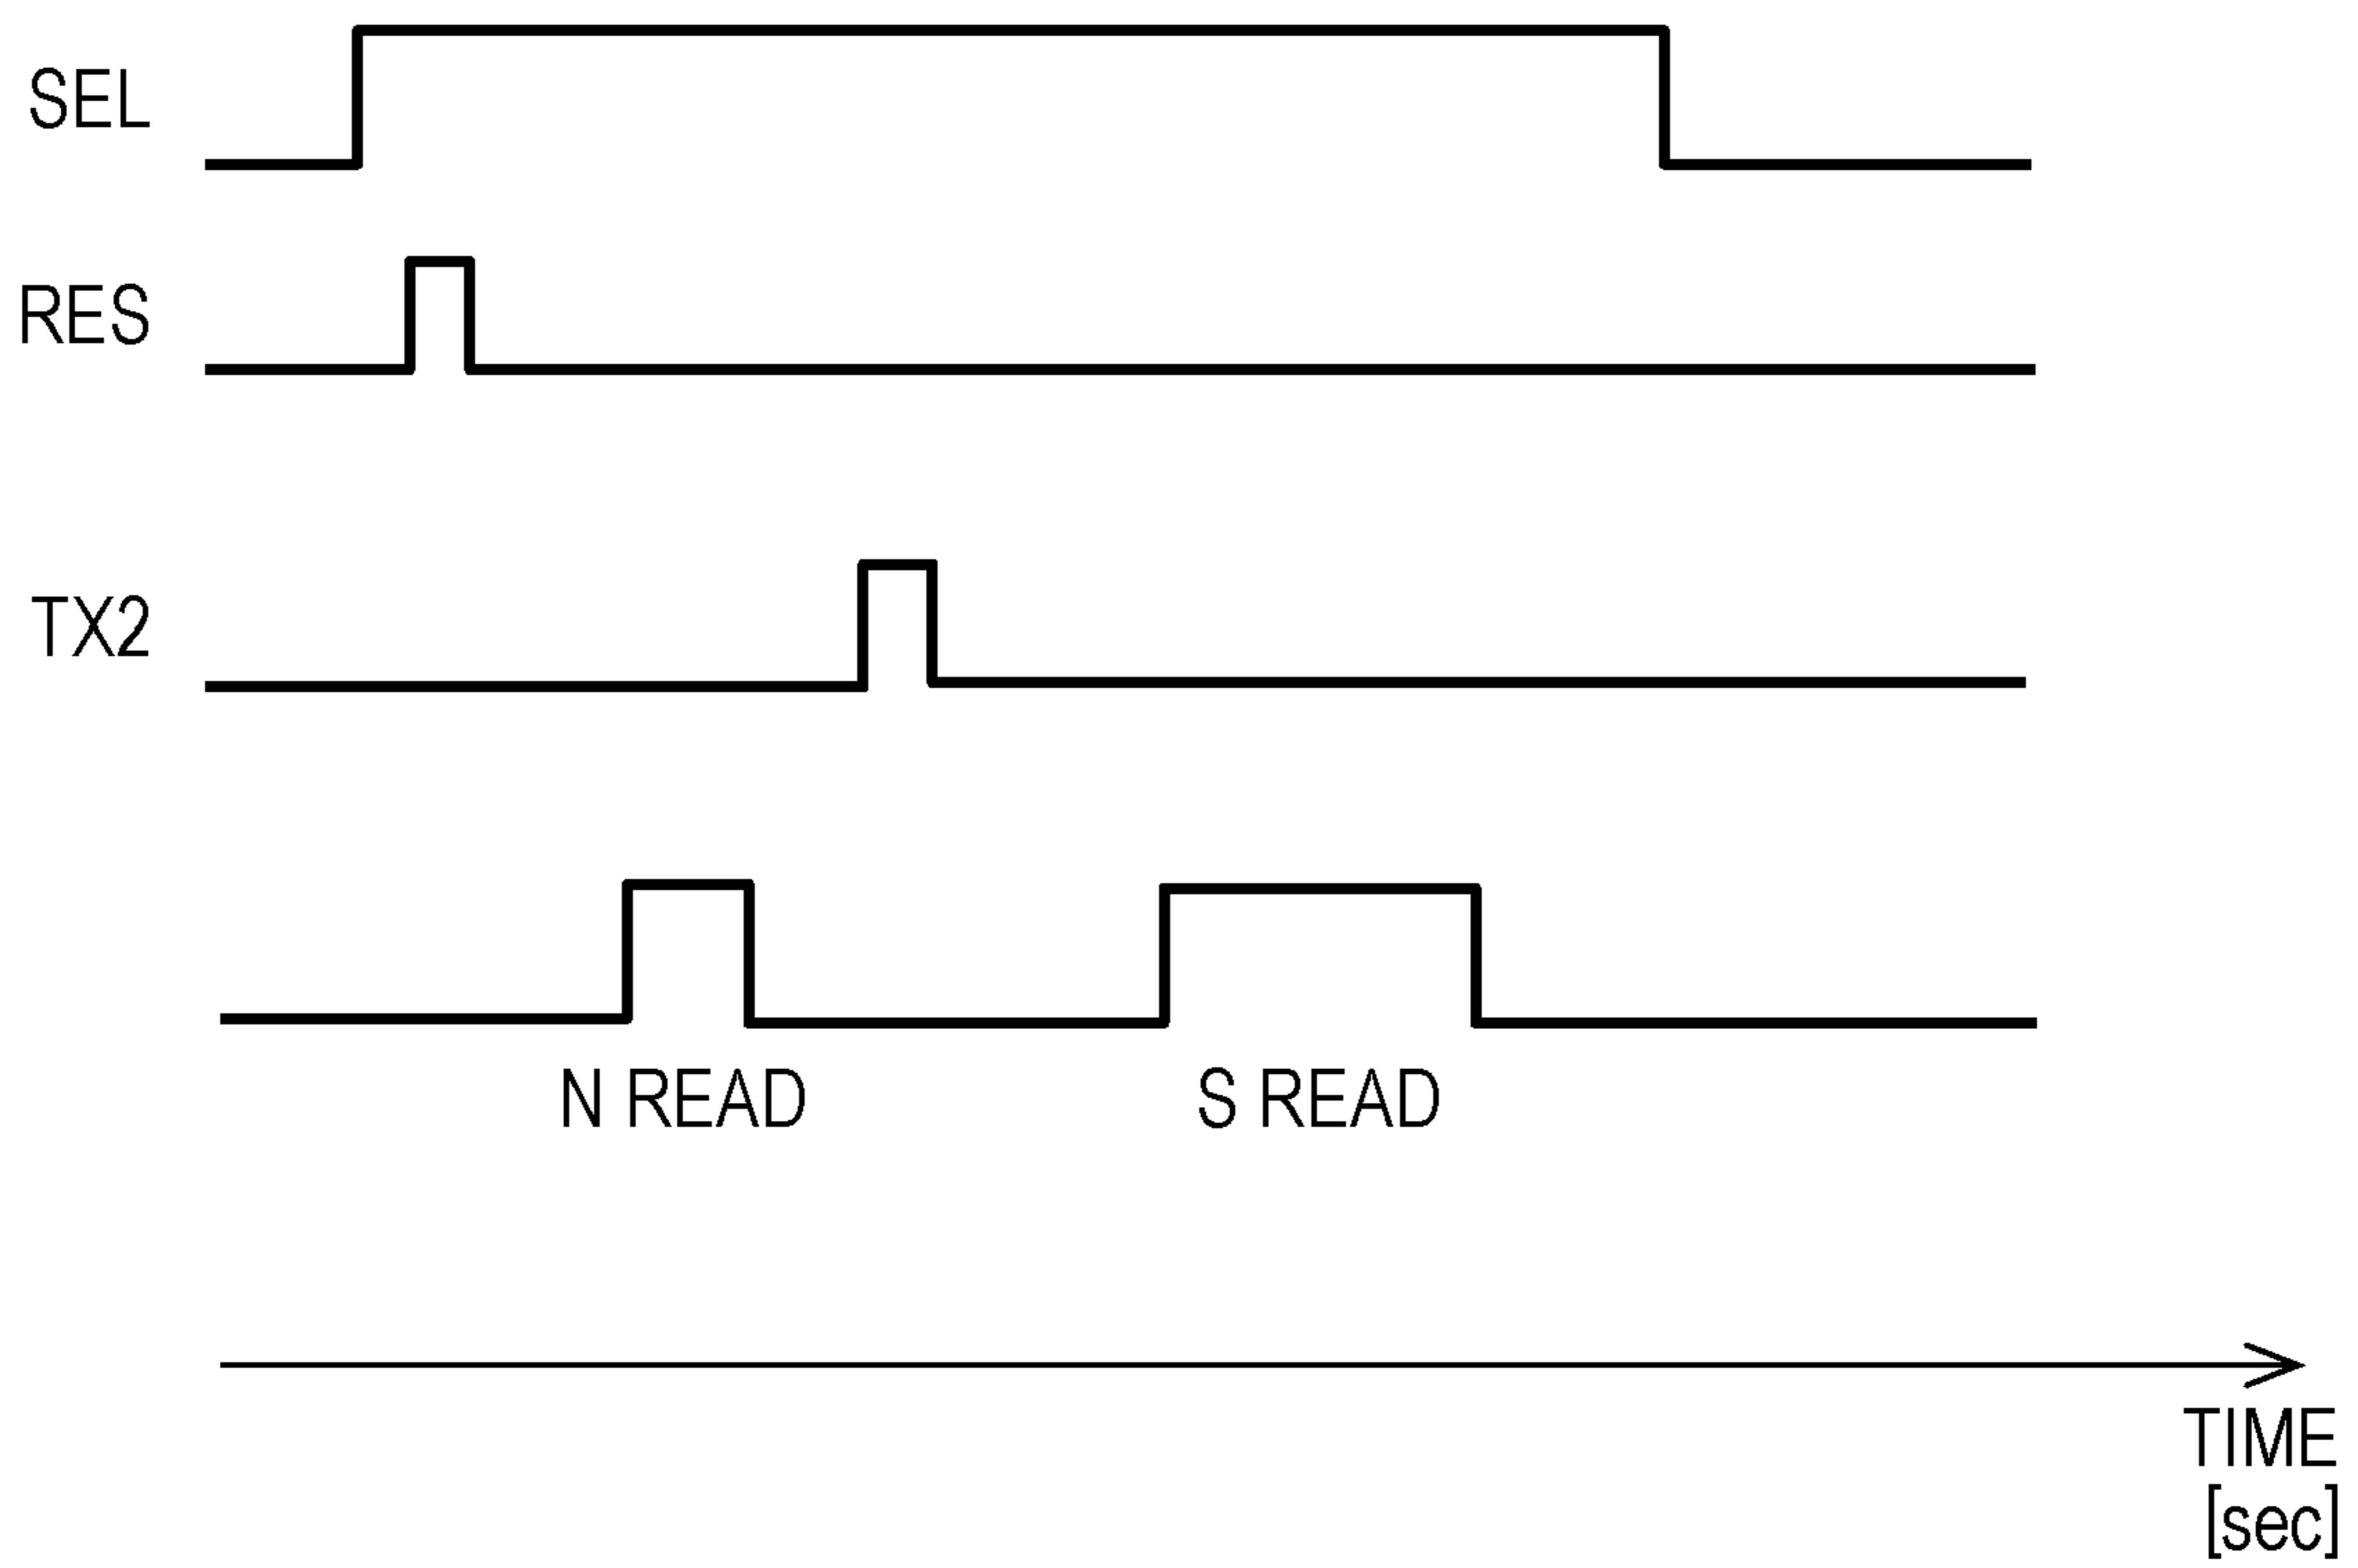 SEL
RES
TX2
N READ S READ
TIME
[sec]